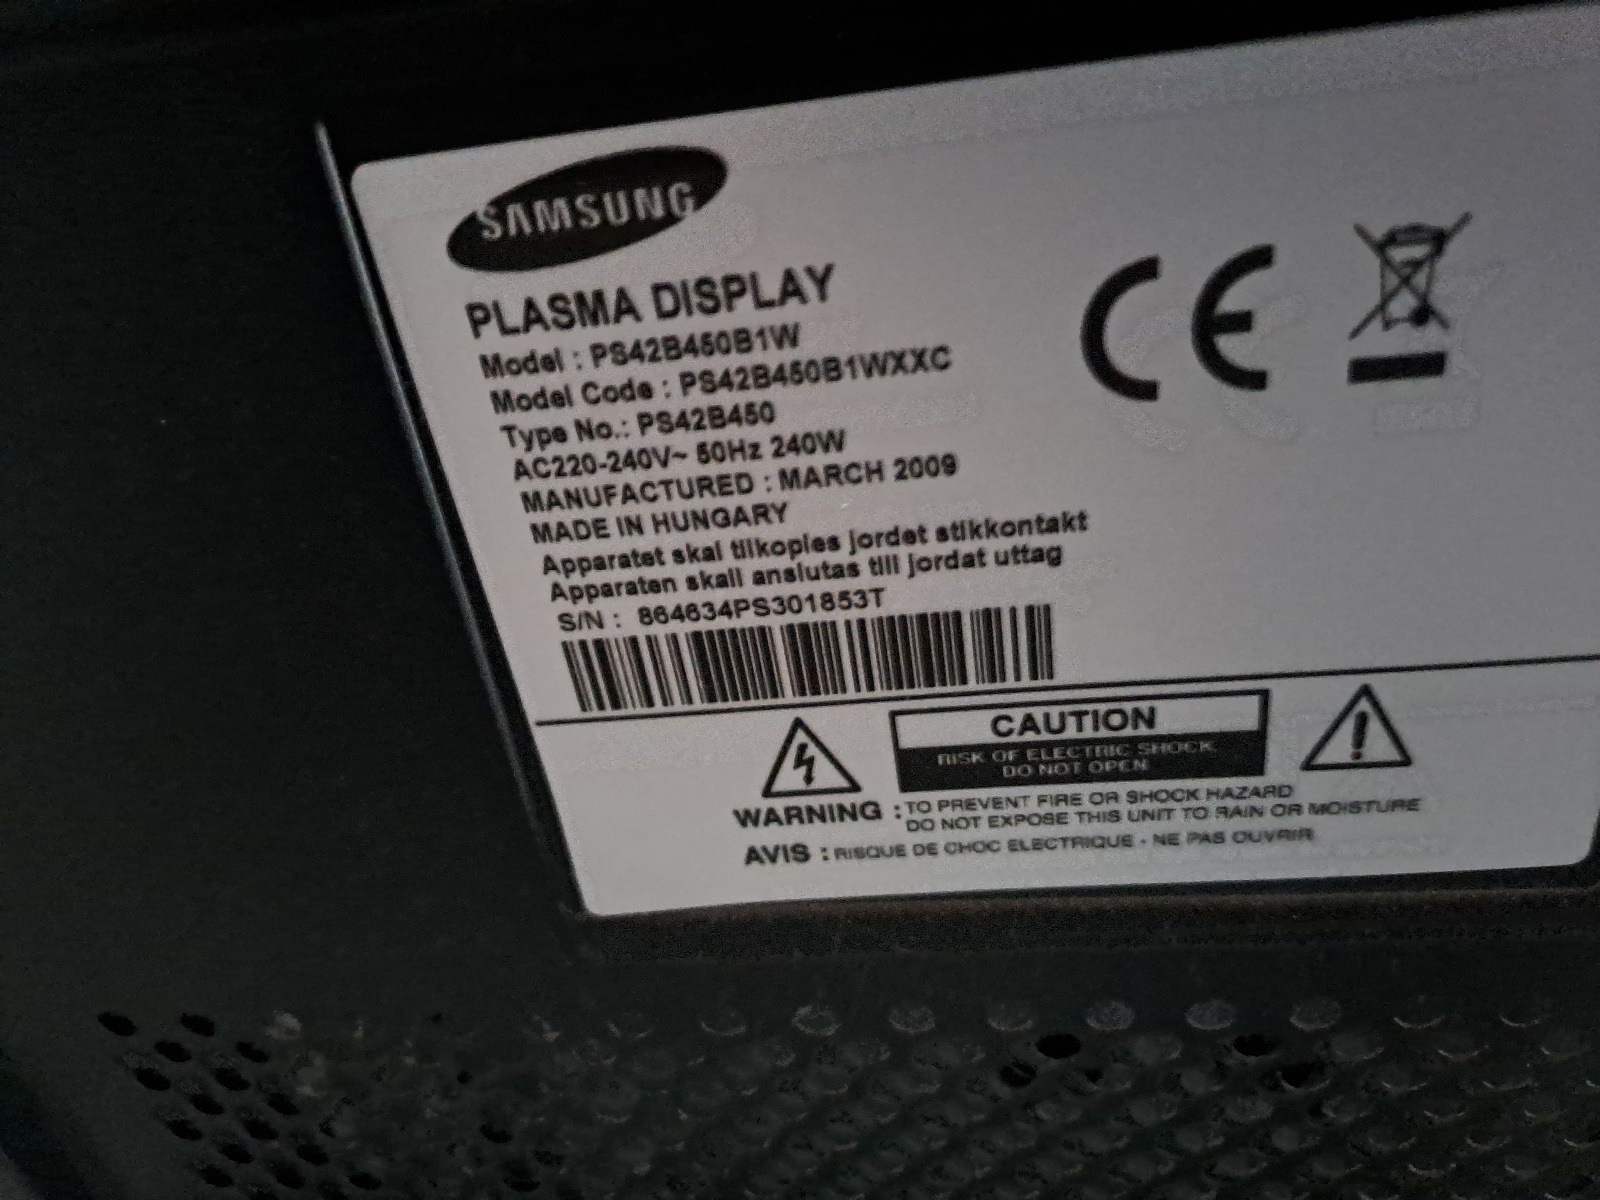 SAMSUNG
PLASMA DISPLAY
Model : PS42B450B1W
Model Code : PS42B450B1WXXC
Type No.: PS42B450
AC220-240V~ 50Hz 240W
MANUFACTURED : MARCH 2009
MADE IN HUNGARY
Apparatet skal tilkoples jordet stikkontakt
Apparaten skall anslutas till jordat uttag
S/N : 864634PS301853T
CE
CAUTION
RISK OF ELECTRIC SHOCK
DO NOT OPEN
WARNING : TO PREVENT FIRE OR SHOCK HAZARD
DO NOT EXPOSE THIS UNIT TO RAIN OR MOISTURE
AVIS : RISQUE DE CHOC ELECTRIQUE - NE PAS OUVRIR